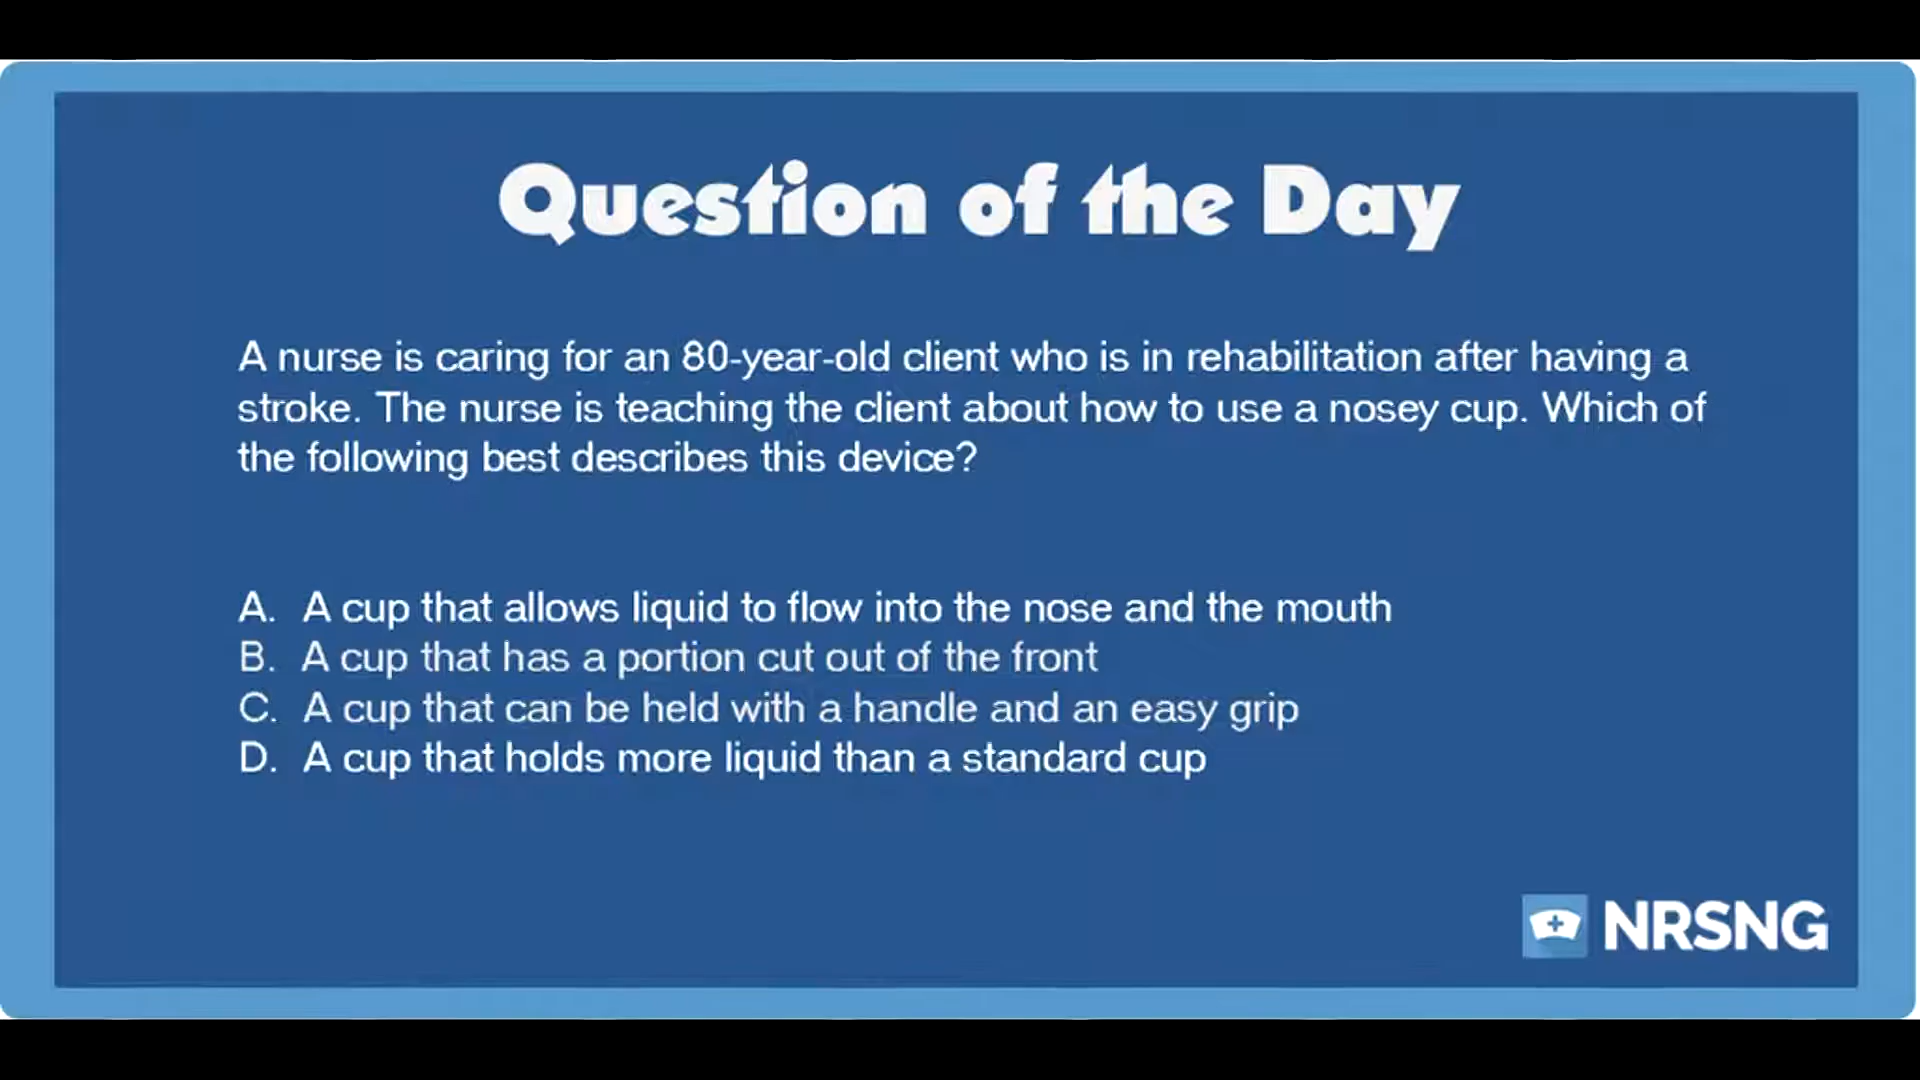 Question of the Day
A nurse is caring for an 80-year-old client who is in rehabilitation after having a
stroke. The nurse is teaching the client about how to use a nosey cup. Which of
the following best describes this device?
A. A cup that allows liquid to flow into the nose and the mouth
B. A cup that has a portion cut out of the front
C. A cup that can be held with a handle and an easy grip
D. A cup that holds more liquid than a standard cup
NRSNG